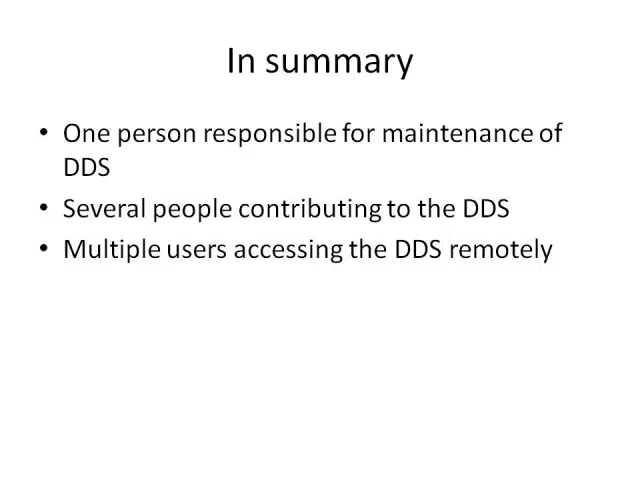 In summary
• One person responsible for maintenance of
DDS
• Several people contributing to the DDS
• Multiple users accessing the DDS remotely